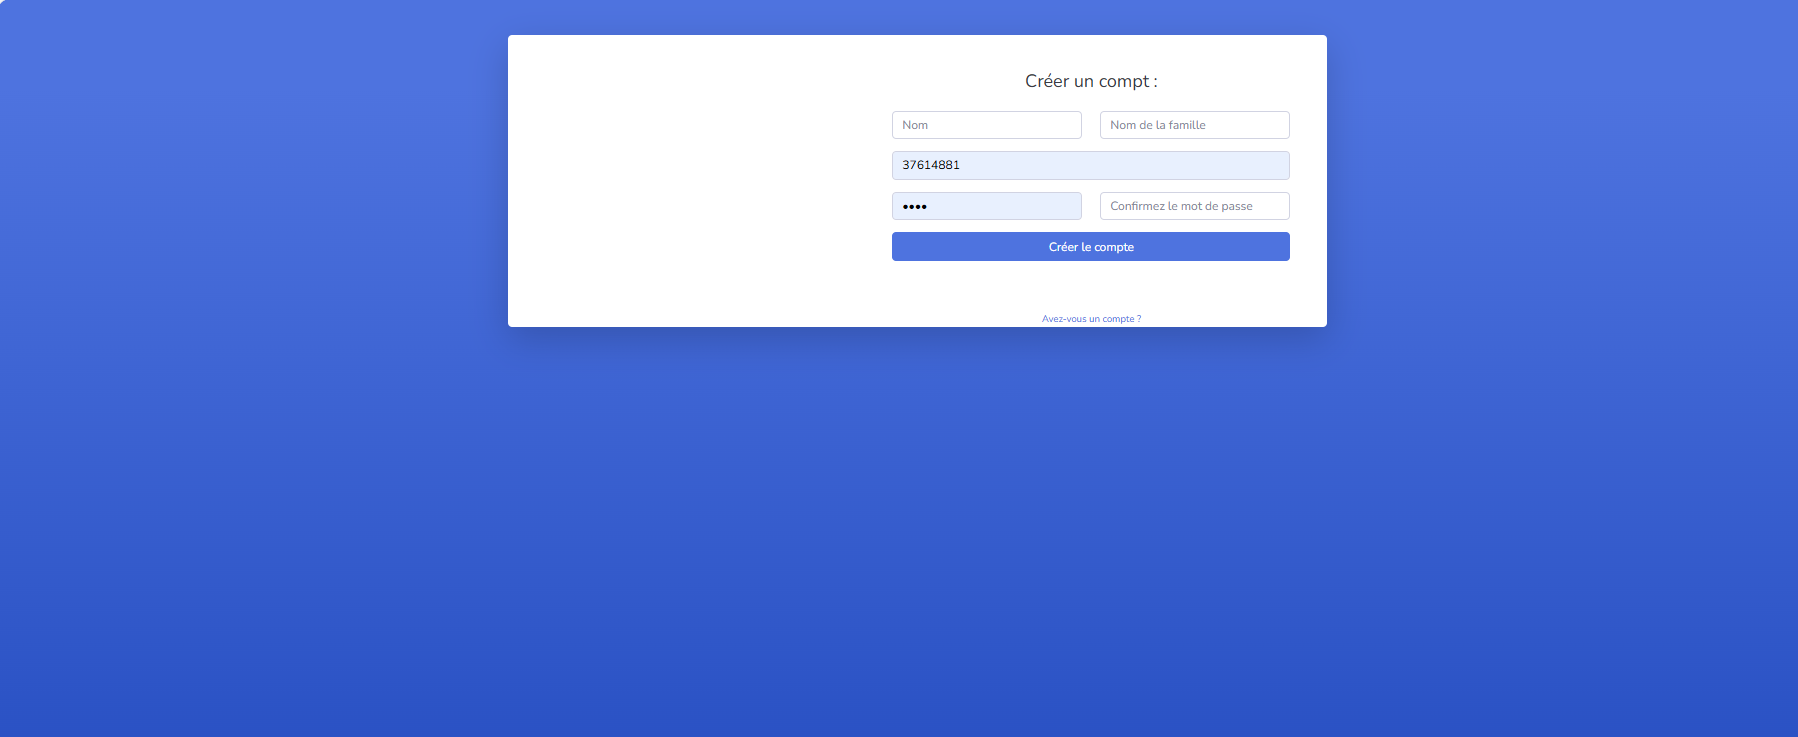 Créer un compt :
Nom
Nom de la famille
37614881
••••
Confirmez le mot de passe
Créer le compte
Avez-vous un compte ?